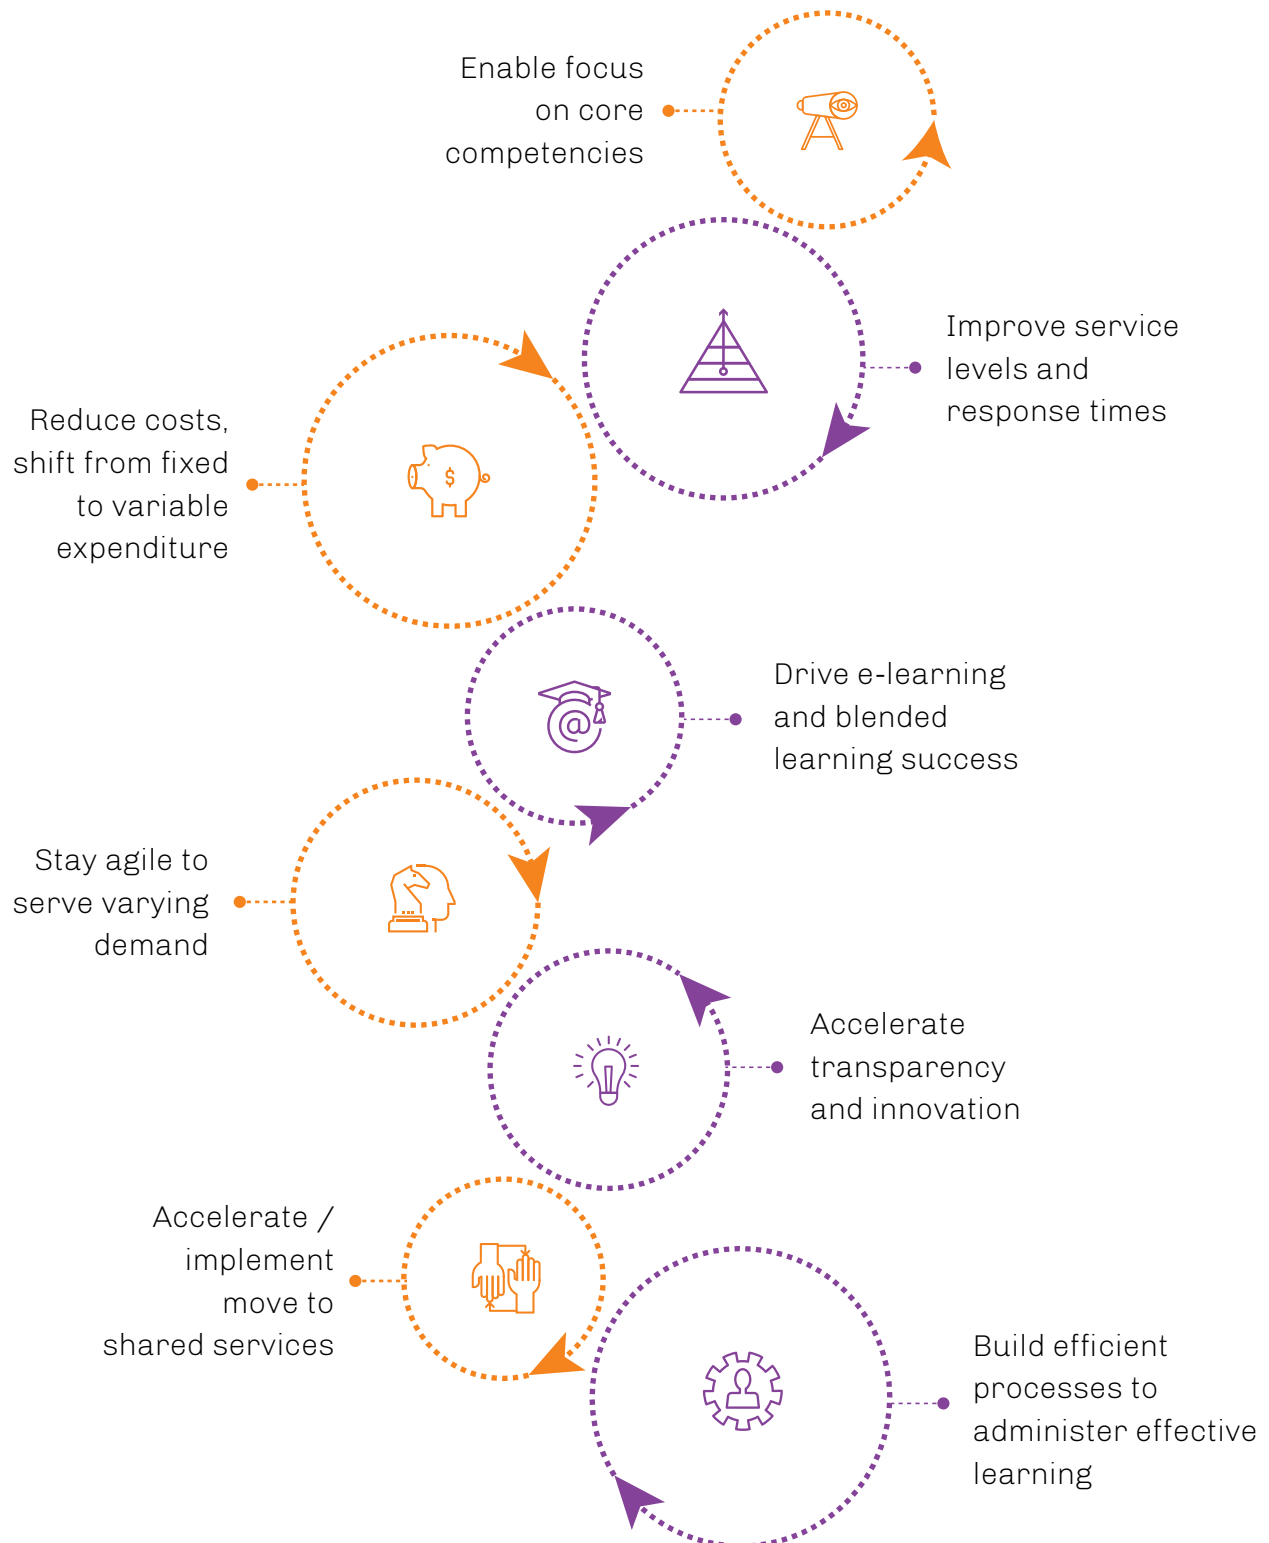 Enable focus
on core
competencies
Improve service
levels and
response times
Reduce costs,
shift from fixed
to variable
expenditure
$
Drive e-learning
and blended
learning success
@
Stay agile to
serve varying
demand
Accelerate
transparency
and innovation
Accelerate /
implement
move to
shared services
Build efficient
processes to
administer effective
learning